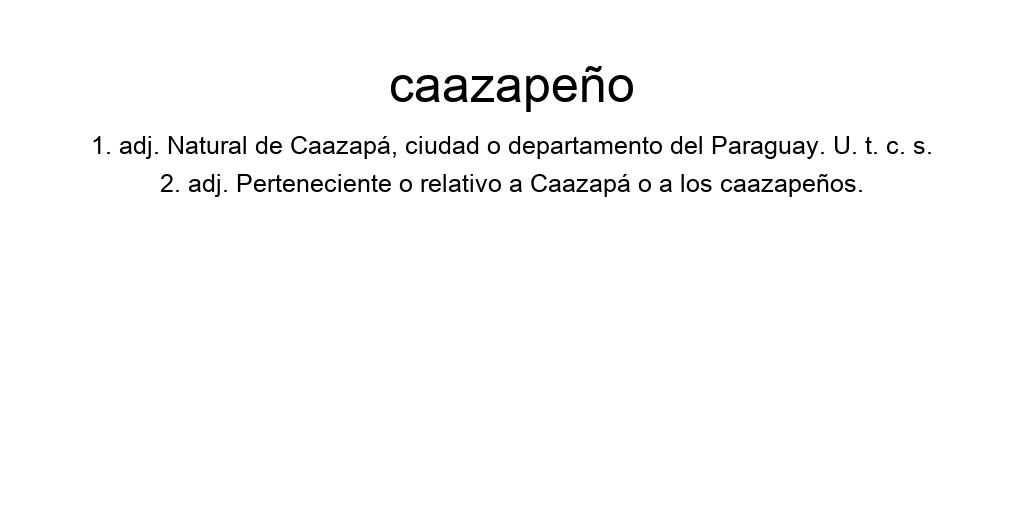 caazapeño
1. adj. Natural de Caazapá, ciudad o departamento del Paraguay. U. t. c. s.
2. adj. Perteneciente o relativo a Caazapá o a los caazapeños.